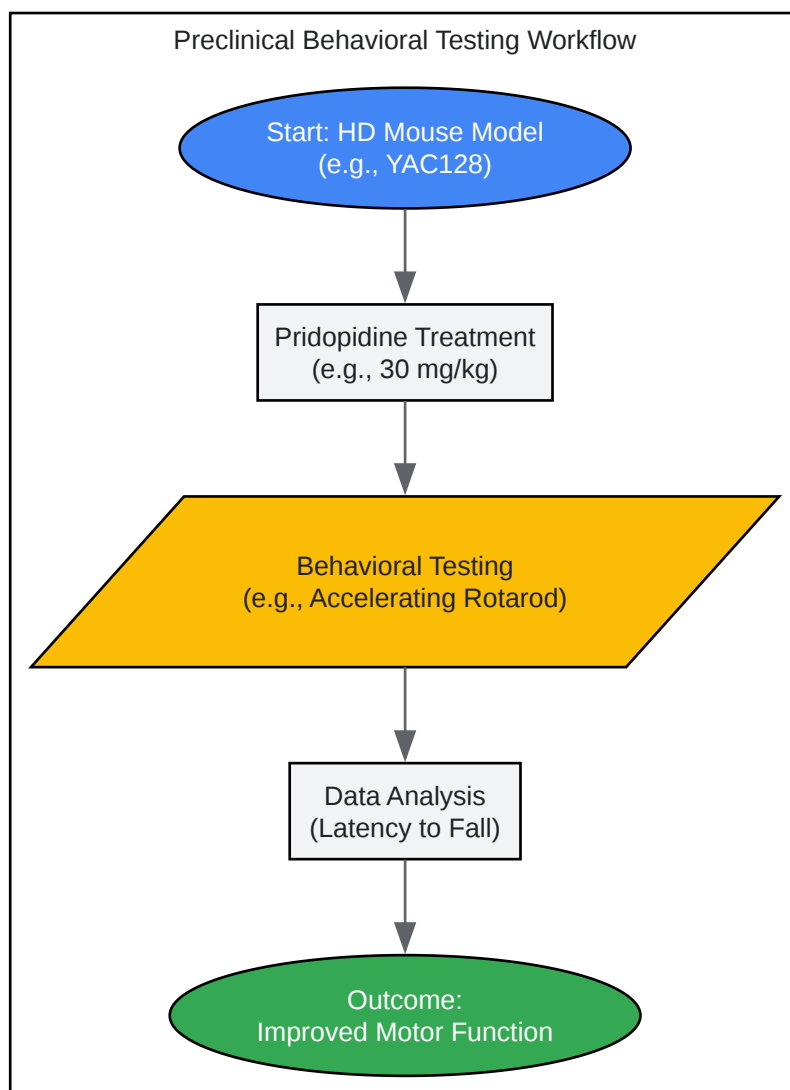 Preclinical Behavioral Testing Workflow
Start: HD Mouse Model
(e.g., YAC128)
Pridopidine Treatment
(e.g., 30 mg/kg)
Behavioral Testing
(e.g., Accelerating Rotarod)
Data Analysis
(Latency to Fall)
Outcome:
Improved Motor Function